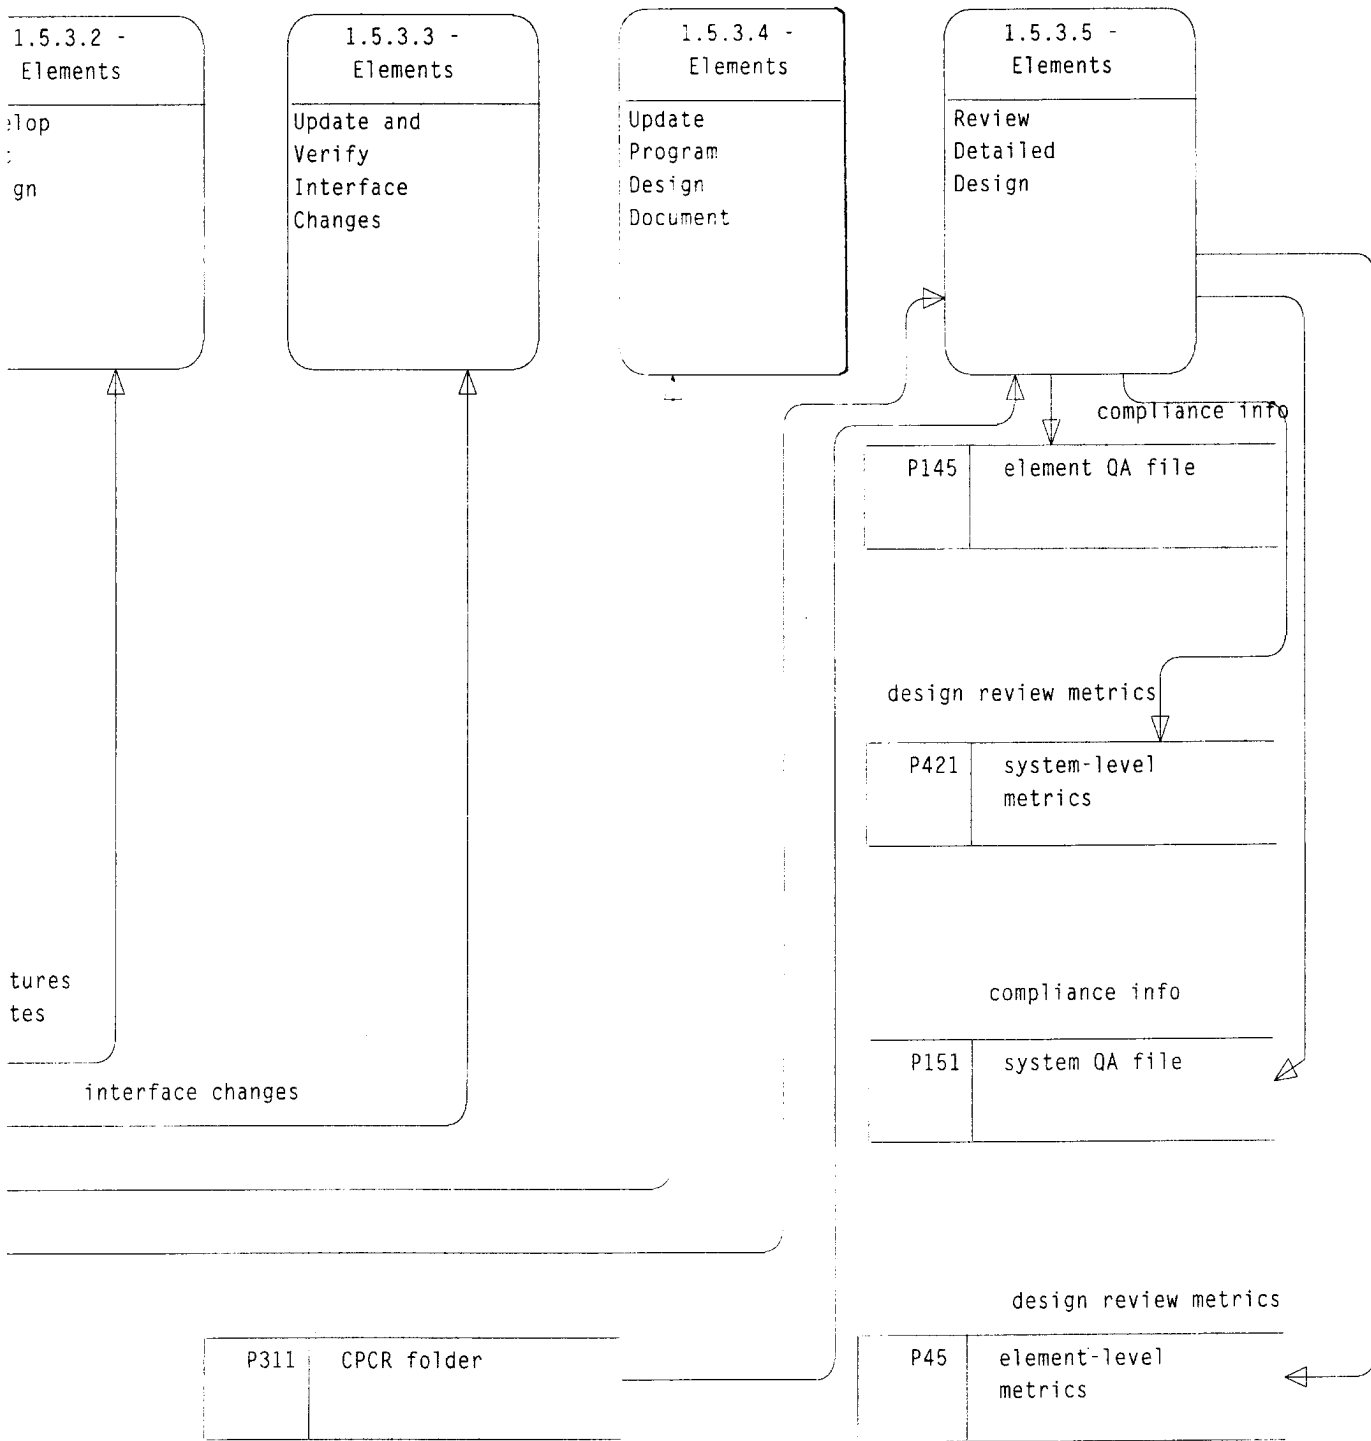 1.5.3.2 -
Elements
elop
gn
1.5.3.3 -
Elements
Update and
Verify
Interface
Changes
1.5.3.4 -
Elements
Update
Program
Design
Document
1.5.3.5 -
Elements
Review
Detailed
Design
compliance info
P145 element QA file
design review metrics
P421 system-level
metrics
tures
tes
compliance info
P151 system QA file
interface changes
design review metrics
P311 CPCR folder
P45 element-level
metrics